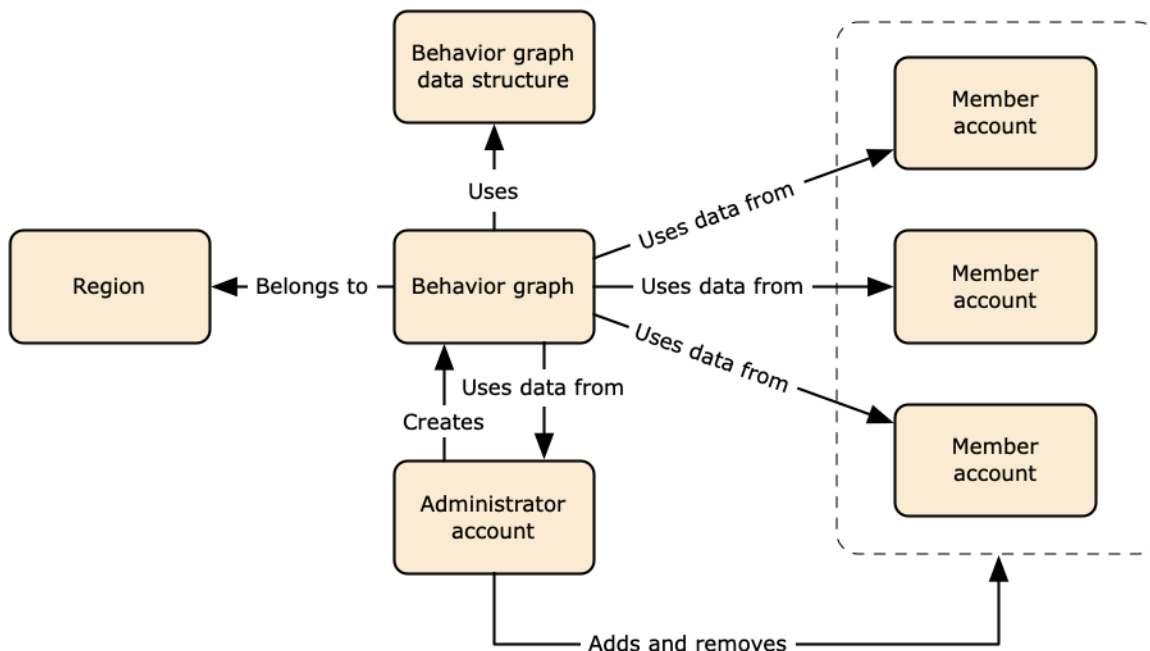 Behavior graph
data structure
Member
account
Uses
Uses data from
Region
Belongs to
Behavior graph
Uses data from
Member
account
Uses data from
Uses data from
Creates
Member
account
Administrator
account
Adds and removes